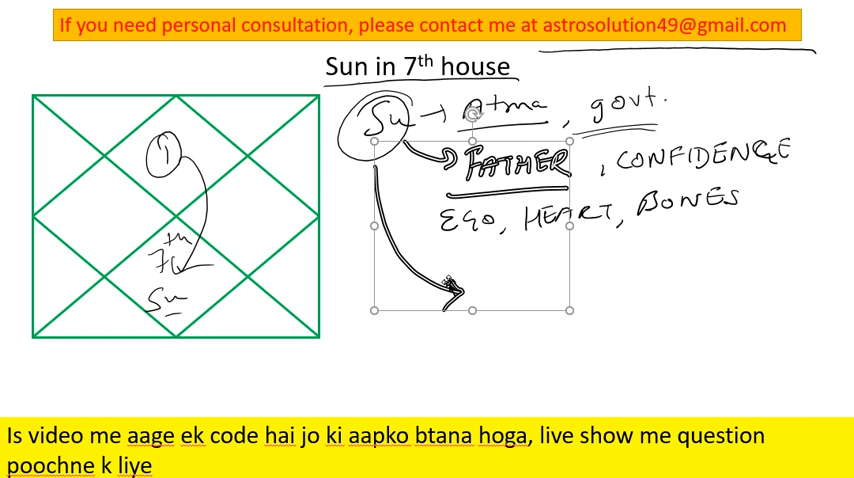 If you need personal consultation, please contact me at astrosolution49@gmail.com
Sun in 7th house
Su → Atma, govt.
FATHER, CONFIDENCE
EGO, HEART, BONES
1
7th
Su
Is video me aage ek code hai jo ki aapko btana hoga, live show me question
poochne k liye